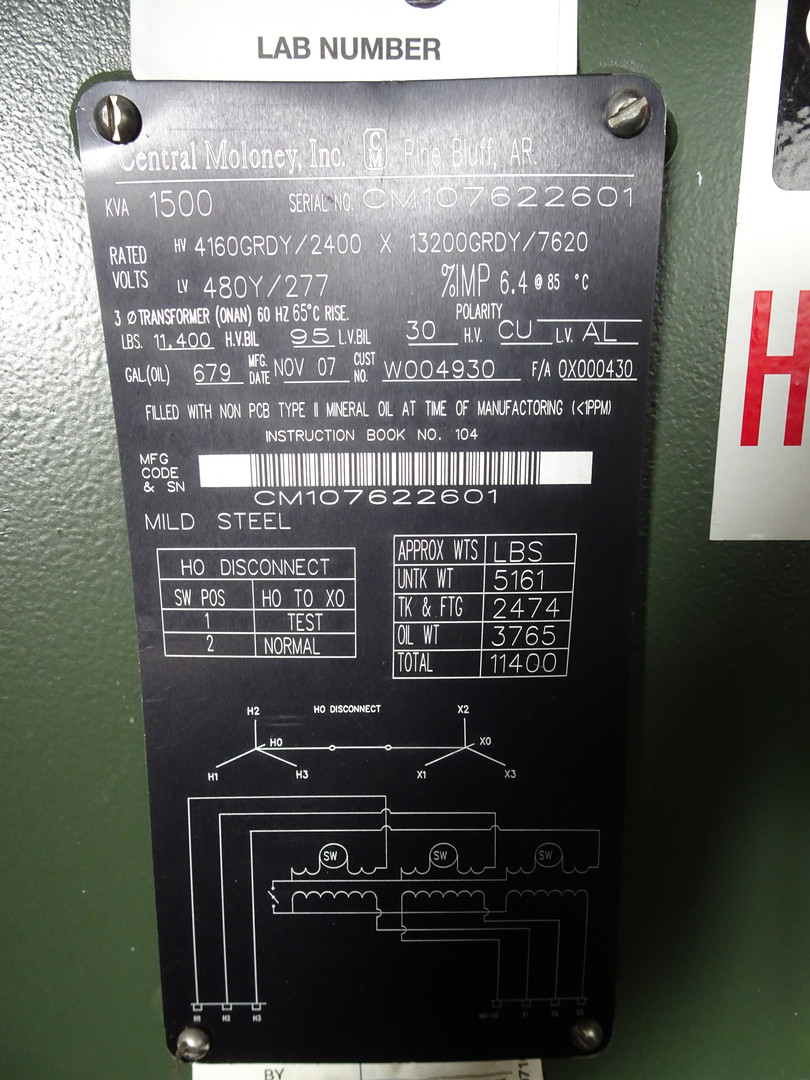 LAB NUMBER
Central Moloney, Inc. CM Pine Bluff, AR.
KVA 1500 SERIAL NO. CM107622601
RATED VOLTS HV 4160GRDY/2400 X 13200GRDY/7620
LV 480Y/277 %IMP 6.4 @ 85 °C
3 Ø TRANSFORMER (ONAN) 60 HZ 65°C RISE. POLARITY
LBS. 11,400 H.V.BIL 95 L.V.BIL 30 H.V. CU L.V. AL
GAL(OIL) 679 MFG. DATE NOV 07 CUST NO. W004930 F/A 0X000430
FILLED WITH NON PCB TYPE II MINERAL OIL AT TIME OF MANUFACTORING (<1PPM)
INSTRUCTION BOOK NO. 104
MFG CODE & SN
CM107622601
MILD STEEL
HO DISCONNECT
SW POS HO TO XO
1 TEST
2 NORMAL
APPROX WTS LBS
UNTK WT 5161
TK & FTG 2474
OIL WT 3765
TOTAL 11400
H2 HO DISCONNECT X2
HO XO
H1 H3 X1 X3
SW SW SW
H1 H2 H3 X1 X2 X3
BY
H